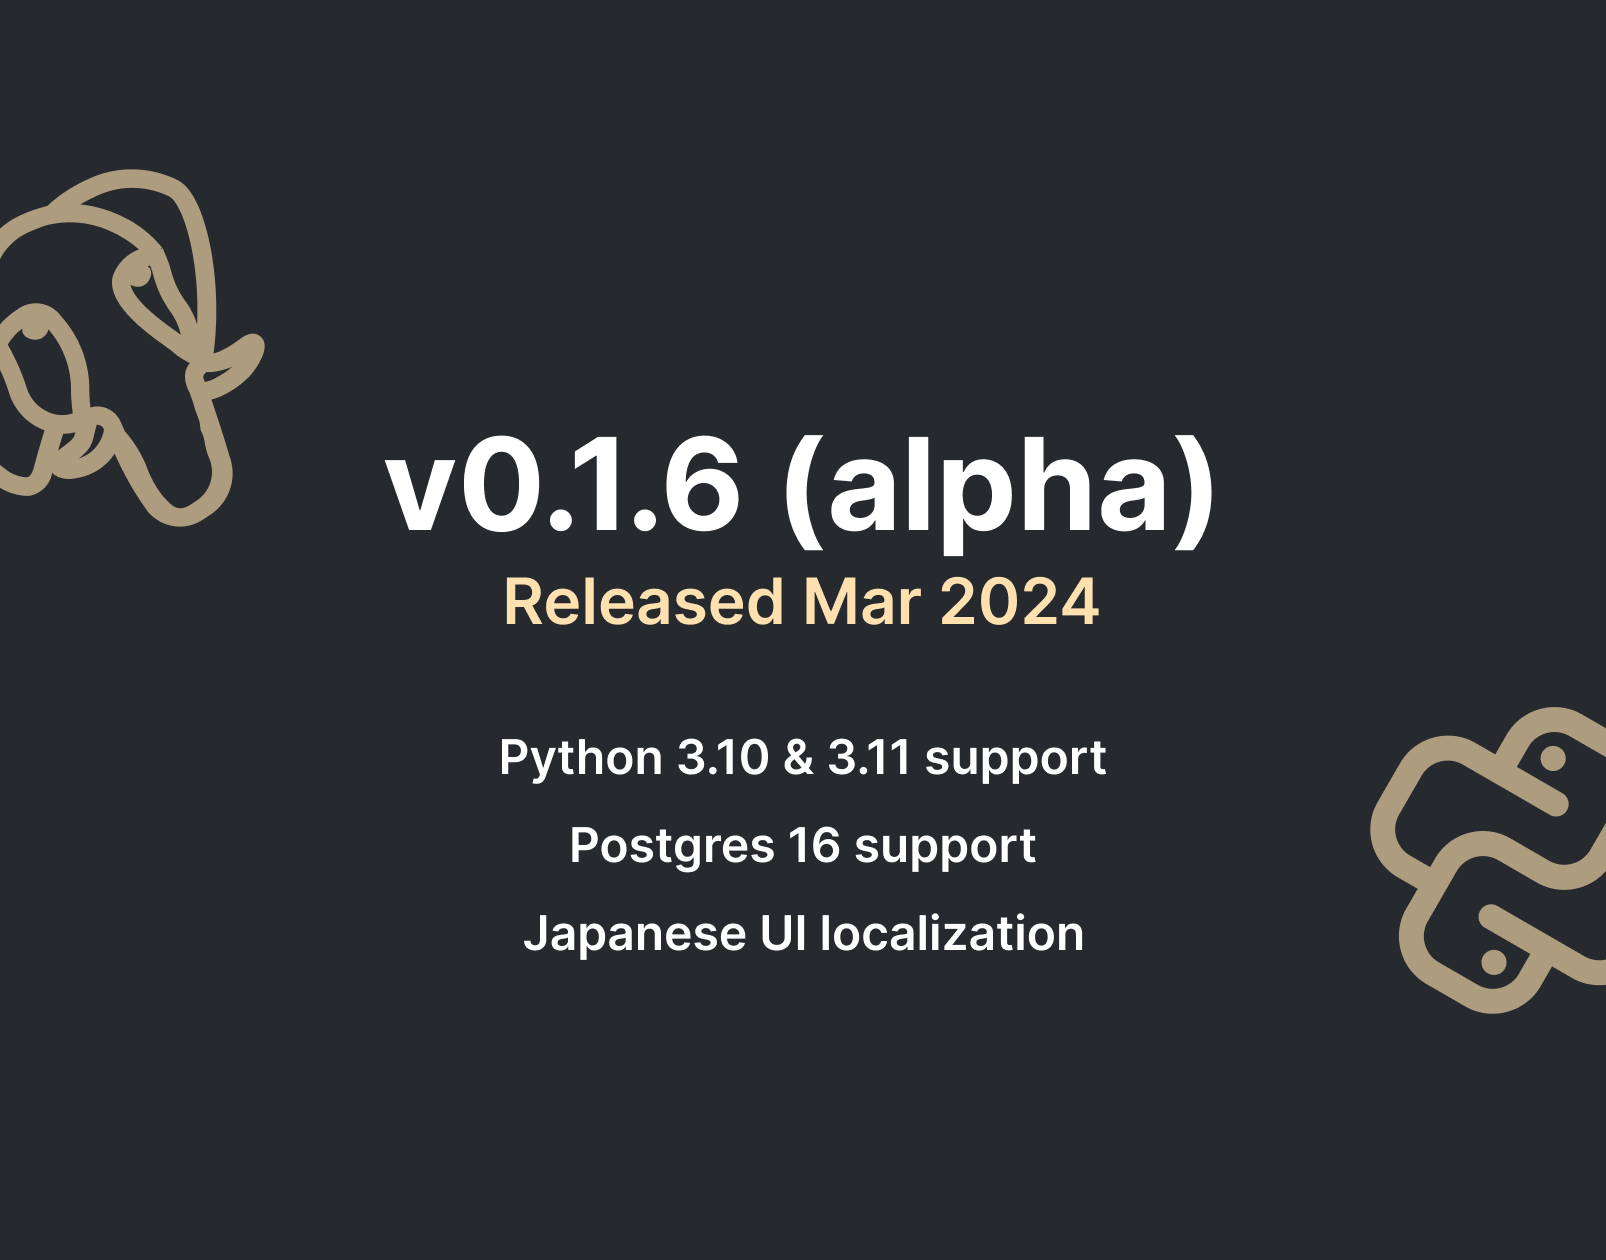 v0.1.6 (alpha)
Released Mar 2024
Python 3.10 & 3.11 support
Postgres 16 support
Japanese UI localization